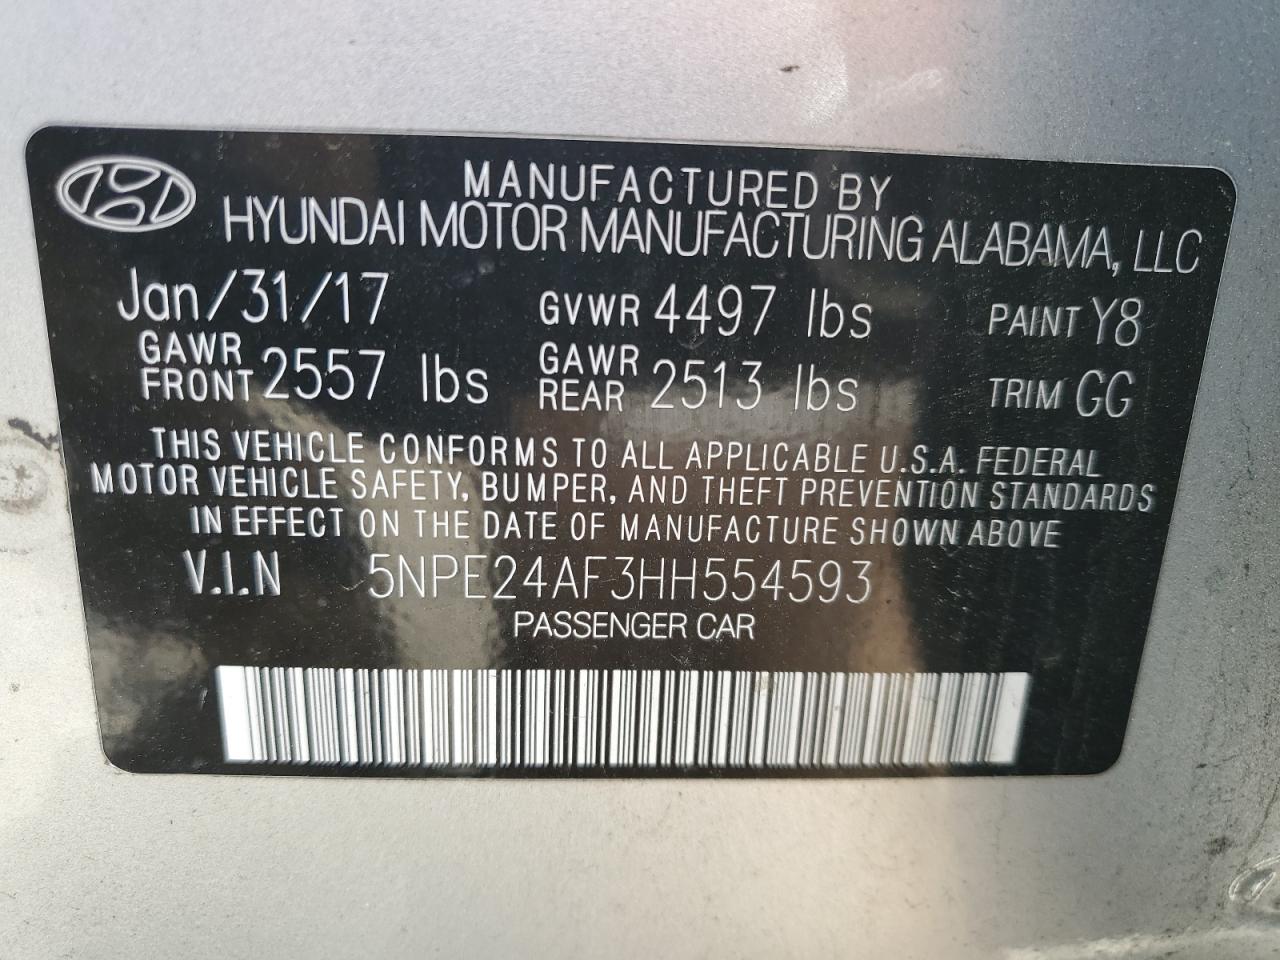 MANUFACTURED BY
HYUNDAI MOTOR MANUFACTURING ALABAMA, LLC
Jan/31/17 GVWR 4497 lbs PAINT Y8
GAWR FRONT 2557 lbs GAWR REAR 2513 lbs TRIM GG
THIS VEHICLE CONFORMS TO ALL APPLICABLE U.S.A. FEDERAL
MOTOR VEHICLE SAFETY, BUMPER, AND THEFT PREVENTION STANDARDS
IN EFFECT ON THE DATE OF MANUFACTURE SHOWN ABOVE
V.I.N 5NPE24AF3HH554593
PASSENGER CAR